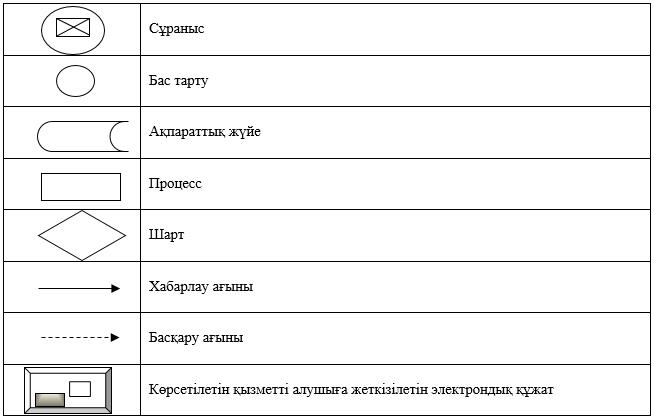 Сұраныс
Бас тарту
Ақпараттық жүйе
Процесс
Шарт
Хабарлау ағыны
Басқару ағыны
Көрсетілетін қызметті алушыға жеткізілетін электрондық құжат